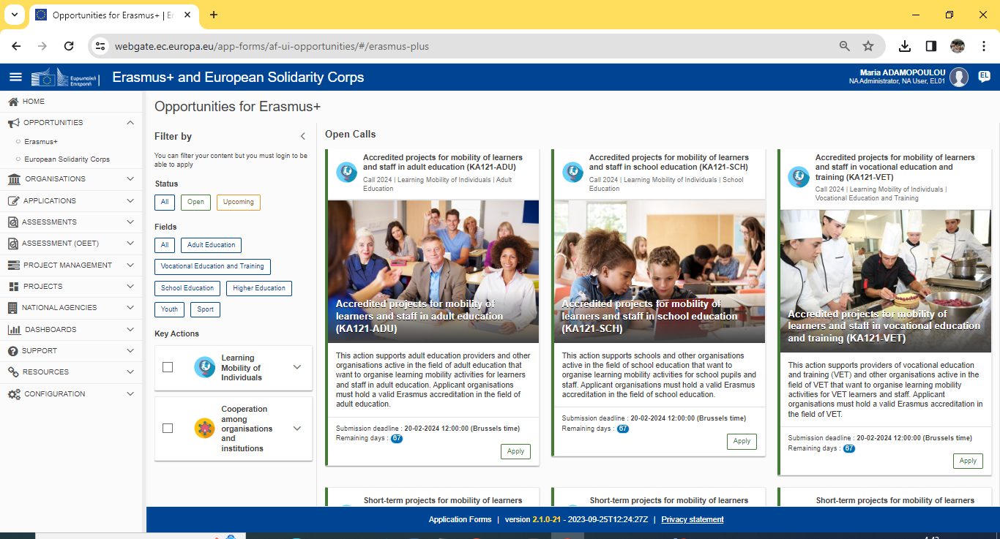 Opportunities for Erasmus+ | Er
webgate.ec.europa.eu/app-forms/af-ui-opportunities/#/erasmus-plus
Ευρωπαϊκή
Επιτροπή
Erasmus+ and European Solidarity Corps
Maria ADAMOPOULOU
NA Administrator, NA User, EL01
EL
HOME
OPPORTUNITIES
Erasmus+
European Solidarity Corps
ORGANISATIONS
APPLICATIONS
ASSESSMENTS
ASSESSMENT (OEET)
PROJECT MANAGEMENT
PROJECTS
NATIONAL AGENCIES
DASHBOARDS
SUPPORT
RESOURCES
CONFIGURATION
Opportunities for Erasmus+
Filter by
You can filter your content but you must login to be
able to apply
Status
All
Open
Upcoming
Fields
All
Adult Education
Vocational Education and Training
School Education
Higher Education
Youth
Sport
Key Actions
Learning
Mobility of
Individuals
Cooperation
among
organisations
and
institutions
Open Calls
Accredited projects for mobility of learners
and staff in adult education (KA121-ADU)
Call 2024 | Learning Mobility of Individuals | Adult
Education
Accredited projects for mobility of
learners and staff in adult education
(KA121-ADU)
This action supports adult education providers and other
organisations active in the field of adult education that
want to organise learning mobility activities for learners
and staff in adult education. Applicant organisations
must hold a valid Erasmus accreditation in the field of
adult education.
Submission deadline : 20-02-2024 12:00:00 (Brussels time)
Remaining days : 67
Apply
Accredited projects for mobility of learners
and staff in school education (KA121-SCH)
Call 2024 | Learning Mobility of Individuals | School
Education
Accredited projects for mobility of
learners and staff in school education
(KA121-SCH)
This action supports schools and other organisations
active in the field of school education that want to
organise learning mobility activities for school pupils and
staff. Applicant organisations must hold a valid Erasmus
accreditation in the field of school education.
Submission deadline : 20-02-2024 12:00:00 (Brussels time)
Remaining days : 67
Apply
Accredited projects for mobility of learners
and staff in vocational education and
training (KA121-VET)
Call 2024 | Learning Mobility of Individuals |
Vocational Education and Training
Accredited projects for mobility of
learners and staff in vocational education
and training (KA121-VET)
This action supports providers of vocational education
and training (VET) and other organisations active in the
field of VET that want to organise learning mobility
activities for VET learners and staff. Applicant
organisations must hold a valid Erasmus accreditation in
the field of VET.
Submission deadline : 20-02-2024 12:00:00 (Brussels time)
Remaining days : 67
Apply
Short-term projects for mobility of learners
Short-term projects for mobility of learners
Short-term projects for mobility of learners
Application Forms | version 2.1.0-21 - 2023-09-25T12:24:27Z | Privacy statement